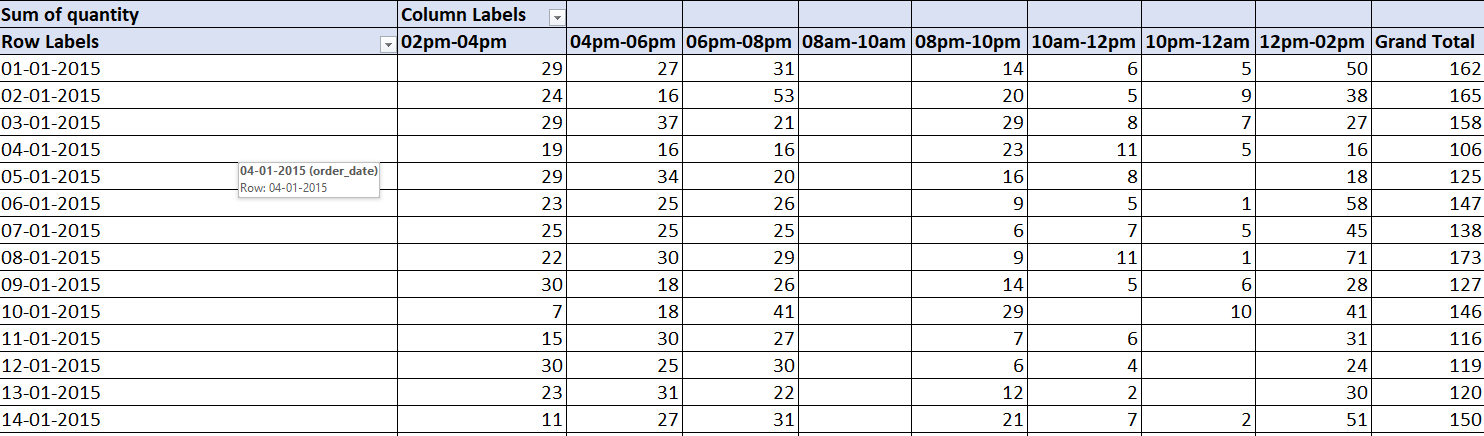 Sum of quantity Column Labels
Row Labels 02pm-04pm 04pm-06pm 06pm-08pm 08am-10am 08pm-10pm 10am-12pm 10pm-12am 12pm-02pm Grand Total
01-01-2015 29 27 31 14 6 5 50 162
02-01-2015 24 16 53 20 5 9 38 165
03-01-2015 29 37 21 29 8 7 27 158
04-01-2015 19 16 16 23 11 5 16 106
04-01-2015 (order_date)
Row: 04-01-2015
05-01-2015 29 34 20 16 8 18 125
06-01-2015 23 25 26 9 5 1 58 147
07-01-2015 25 25 25 6 7 5 45 138
08-01-2015 22 30 29 9 11 1 71 173
09-01-2015 30 18 26 14 5 6 28 127
10-01-2015 7 18 41 29 10 41 146
11-01-2015 15 30 27 7 6 31 116
12-01-2015 30 25 30 6 4 24 119
13-01-2015 23 31 22 12 2 30 120
14-01-2015 11 27 31 21 7 2 51 150